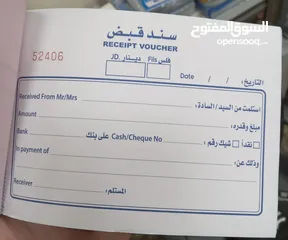 السوق المفتوح
opensooq.com
سند قبض
52406
RECEIPT VOUCHER
فلس Fils دينار JD.
Date / / التاريخ:
Received From Mr/Mrs استلمت من السيد / السادة:
Amount مبلغ وقدره:
Bank على بنك Cash/Cheque No نقداً شيك رقم:
In payment of وذلك عن:
Receiver المستلم: